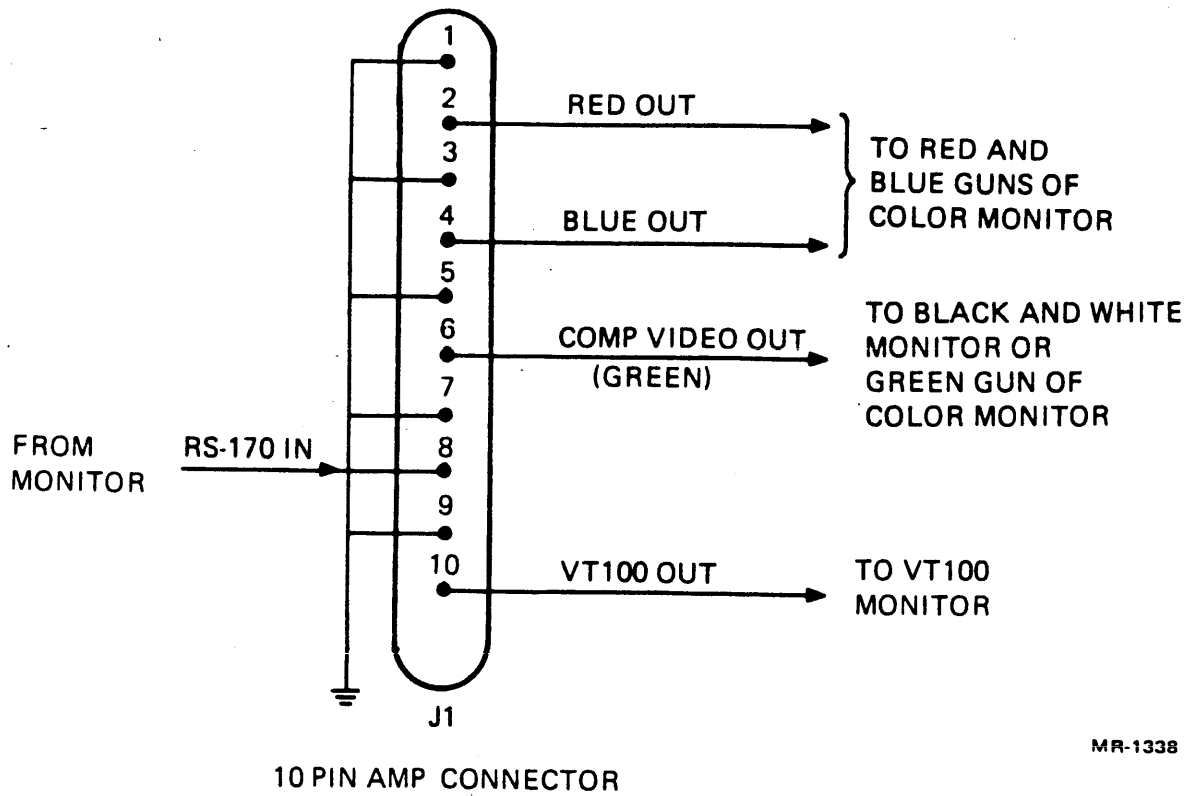 1
2
RED OUT
3
TO RED AND
BLUE GUNS OF
COLOR MONITOR
4
BLUE OUT
5
6
COMP VIDEO OUT
(GREEN)
TO BLACK AND WHITE
MONITOR OR
GREEN GUN OF
COLOR MONITOR
7
FROM
MONITOR
RS-170 IN
8
9
10
VT100 OUT
TO VT100
MONITOR
J1
MR-1338
10 PIN AMP CONNECTOR